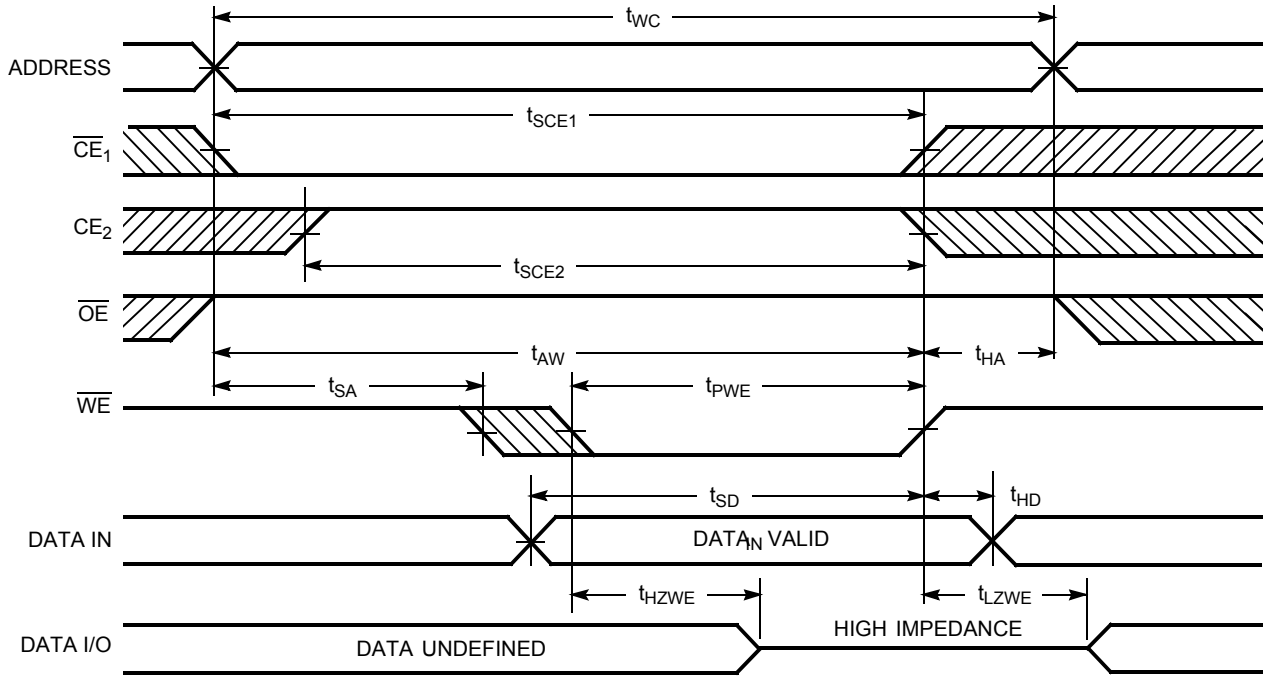 tWC
ADDRESS
tSCE1
CE1
CE2
tSCE2
OE
tAW
tHA
tSA
tPWE
WE
tSD
tHD
DATA IN
DATAIN VALID
tHZWE
tLZWE
HIGH IMPEDANCE
DATA I/O
DATA UNDEFINED